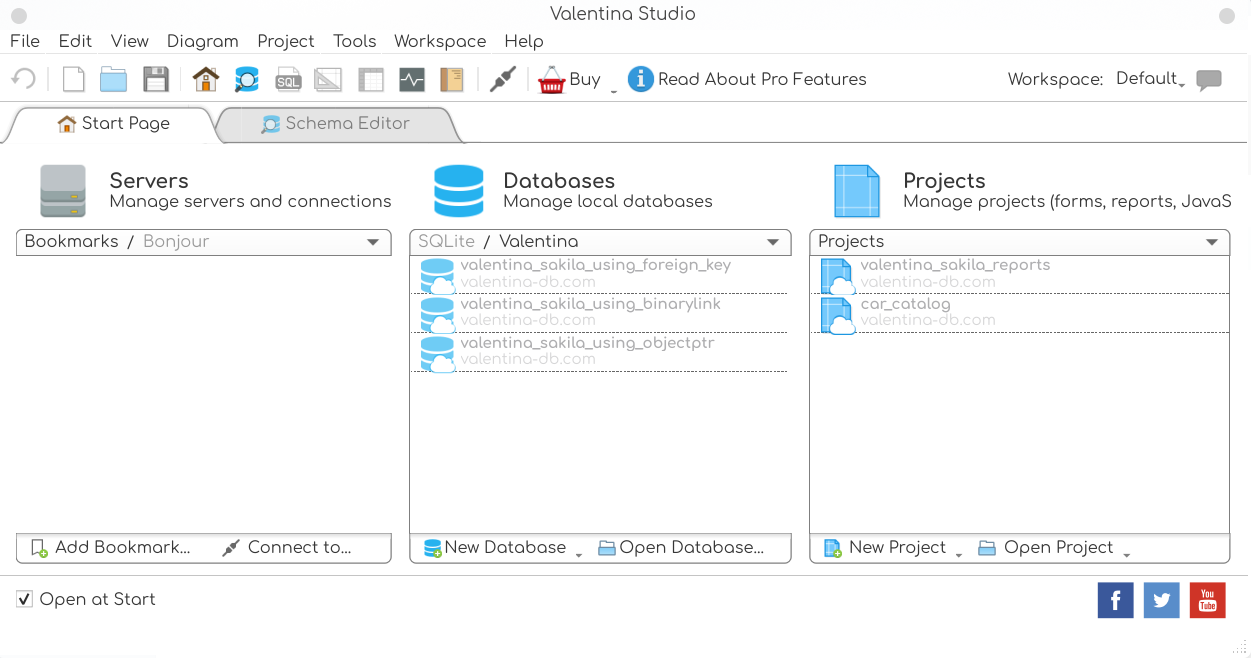 Valentina Studio
File Edit View Diagram Project Tools Workspace Help
SQL Buy Read About Pro Features Workspace: Default
Start Page Schema Editor
Servers
Manage servers and connections
Databases
Manage local databases
Projects
Manage projects (forms, reports, JavaS
Bookmarks / Bonjour
SQLite / Valentina
valentina_sakila_using_foreign_key
valentina-db.com
valentina_sakila_using_binarylink
valentina-db.com
valentina_sakila_using_objectptr
valentina-db.com
Projects
valentina_sakila_reports
valentina-db.com
car_catalog
valentina-db.com
Add Bookmark... Connect to...
New Database Open Database...
New Project Open Project
Open at Start
f
You
Tube